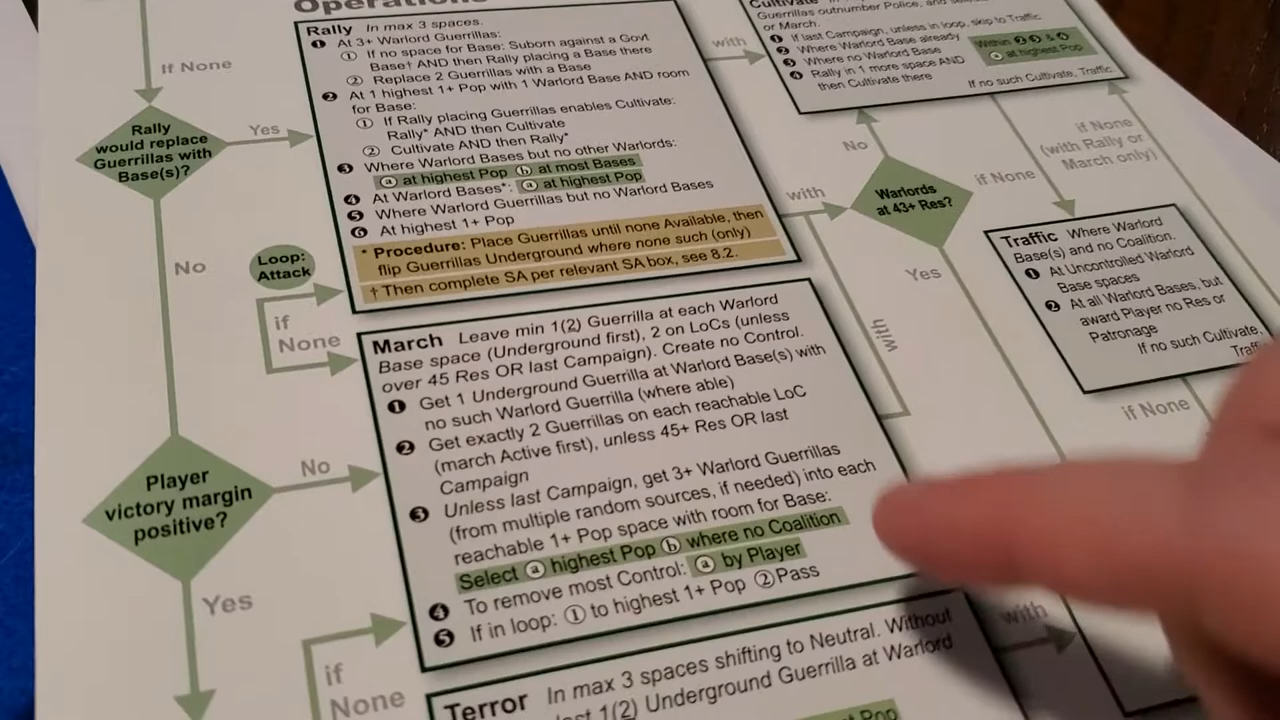 Operations
If None
Rally
would replace
Guerrillas with
Base(s)?
Yes
No
Rally In max 3 spaces.
❶ At 3+ Warlord Guerrillas:
① If no space for Base: Suborn against a Govt
Base† AND then Rally placing a Base there
② Replace 2 Guerrillas with a Base
❷ At 1 highest 1+ Pop with 1 Warlord Base AND room
for Base:
① If Rally placing Guerrillas enables Cultivate:
Rally* AND then Cultivate
② Cultivate AND then Rally*
❸ Where Warlord Bases but no other Warlords:
ⓐ at highest Pop ⓑ at most Bases
❹ At Warlord Bases*: ⓐ at highest Pop
❺ Where Warlord Guerrillas but no Warlord Bases
❻ At highest 1+ Pop
* Procedure: Place Guerrillas until none Available, then
flip Guerrillas Underground where none such (only)
† Then complete SA per relevant SA box, see 8.2.
with
Cultivate
Guerrillas outnumber Police, and
or March.
❶ If last Campaign, unless in loop, skip to Traffic
❷ Where Warlord Base already
❸ Where no Warlord Base
❹ Rally in 1 more space AND
then Cultivate there
Within ❷ ❸ & ❹
ⓐ at highest Pop
If no such Cultivate, Traffic.
No
with
Warlords
at 43+ Res?
if None
Yes
if None
(with Rally or
March only)
Traffic Where Warlord
Base(s) and no Coalition.
❶ At Uncontrolled Warlord
Base spaces
❷ At all Warlord Bases, but
award Player no Res or
Patronage
If no such Cultivate,
if None
Loop:
Attack
if
None
Player
victory margin
positive?
No
Yes
March Leave min 1(2) Guerrilla at each Warlord
Base space (Underground first), 2 on LoCs (unless
over 45 Res OR last Campaign). Create no Control.
❶ Get 1 Underground Guerrilla at Warlord Base(s) with
no such Warlord Guerrilla (where able)
❷ Get exactly 2 Guerrillas on each reachable LoC
(march Active first), unless 45+ Res OR last
Campaign
❸ Unless last Campaign, get 3+ Warlord Guerrillas
(from multiple random sources, if needed) into each
reachable 1+ Pop space with room for Base:
Select ⓐ highest Pop ⓑ where no Coalition
❹ To remove most Control: ⓐ by Player
❺ If in loop: ① to highest 1+ Pop ② Pass
with
if
None
Terror In max 3 spaces shifting to Neutral. Without
1(2) Underground Guerrilla at Warlord
with